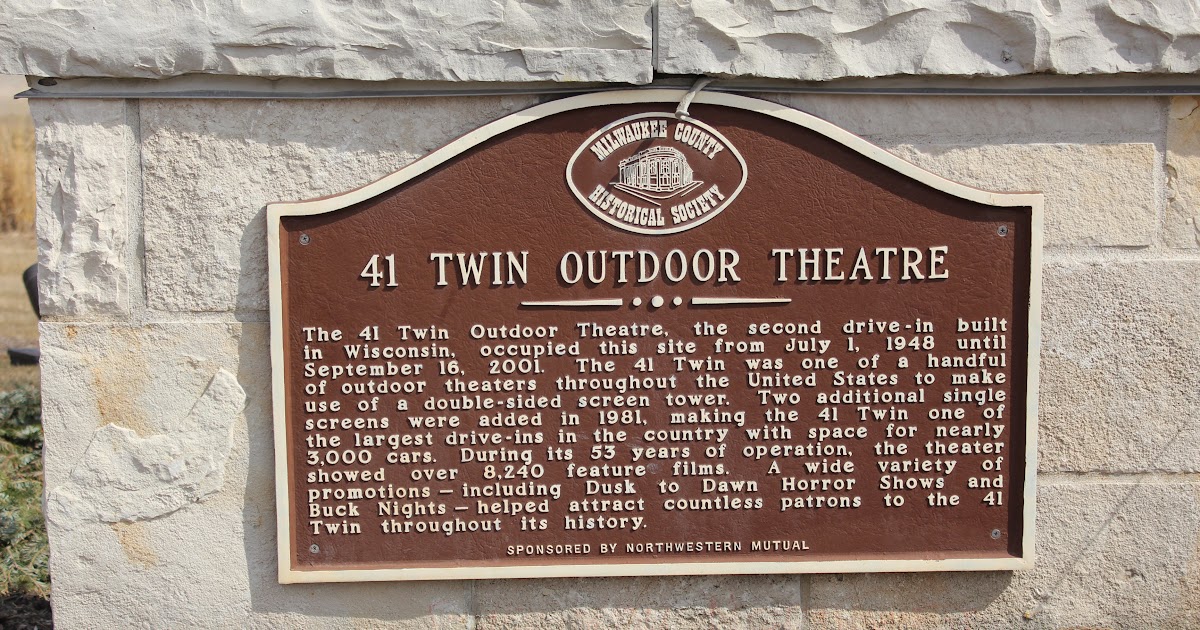 MILWAUKEE COUNTY
HISTORICAL SOCIETY
41 TWIN OUTDOOR THEATRE
The 41 Twin Outdoor Theatre, the second drive-in built
in Wisconsin, occupied this site from July 1, 1948 until
September 16, 2001. The 41 Twin was one of a handful
of outdoor theaters throughout the United States to make
use of a double-sided screen tower. Two additional single
screens were added in 1981, making the 41 Twin one of
the largest drive-ins in the country with space for nearly
3,000 cars. During its 53 years of operation, the theater
showed over 8,240 feature films. A wide variety of
promotions — including Dusk to Dawn Horror Shows and
Buck Nights — helped attract countless patrons to the 41
Twin throughout its history.
SPONSORED BY NORTHWESTERN MUTUAL